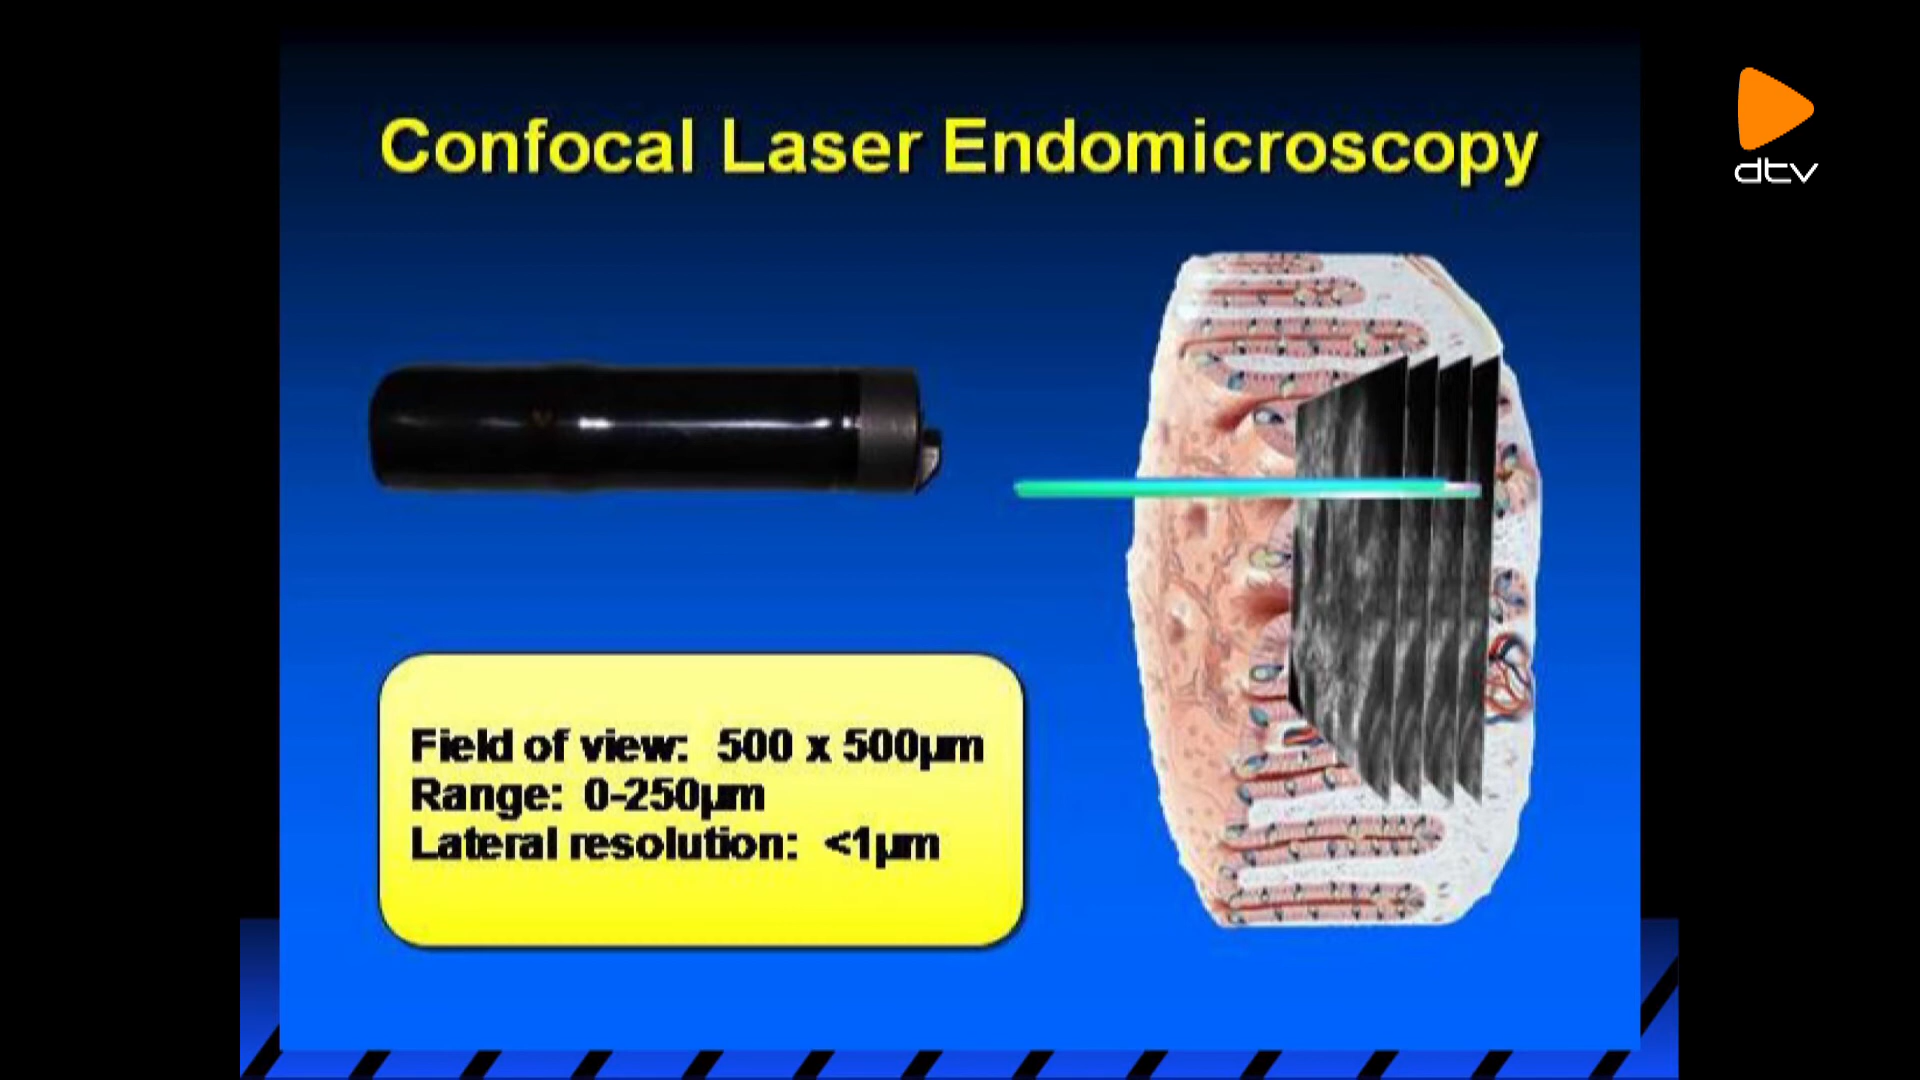 Confocal Laser Endomicroscopy
dtv
Field of view: 500 x 500µm
Range: 0-250µm
Lateral resolution: <1µm